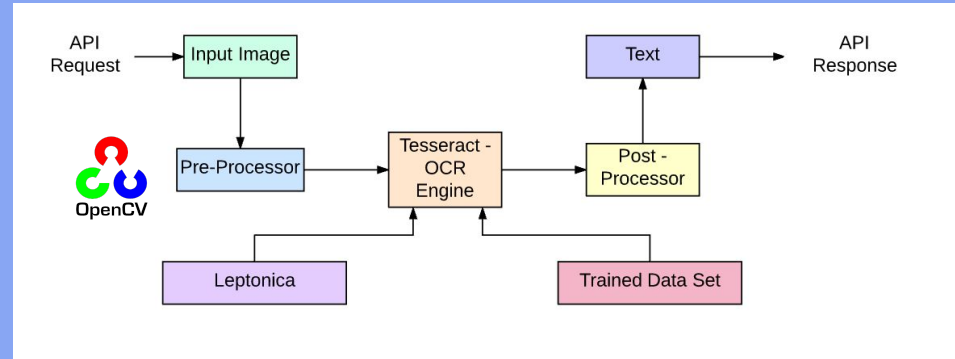 API
Request
Input Image
Text
API
Response
OpenCV
Pre-Processor
Tesseract -
OCR
Engine
Post -
Processor
Leptonica
Trained Data Set